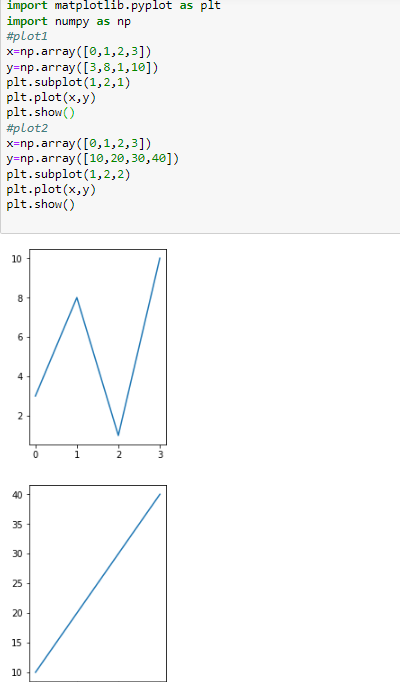 import matplotlib.pyplot as plt
import numpy as np
#plot1
x=np.array([0,1,2,3])
y=np.array([3,8,1,10])
plt.subplot(1,2,1)
plt.plot(x,y)
plt.show()
#plot2
x=np.array([0,1,2,3])
y=np.array([10,20,30,40])
plt.subplot(1,2,2)
plt.plot(x,y)
plt.show()
10
8
6
4
2
0 1 2 3
40
35
30
25
20
15
10